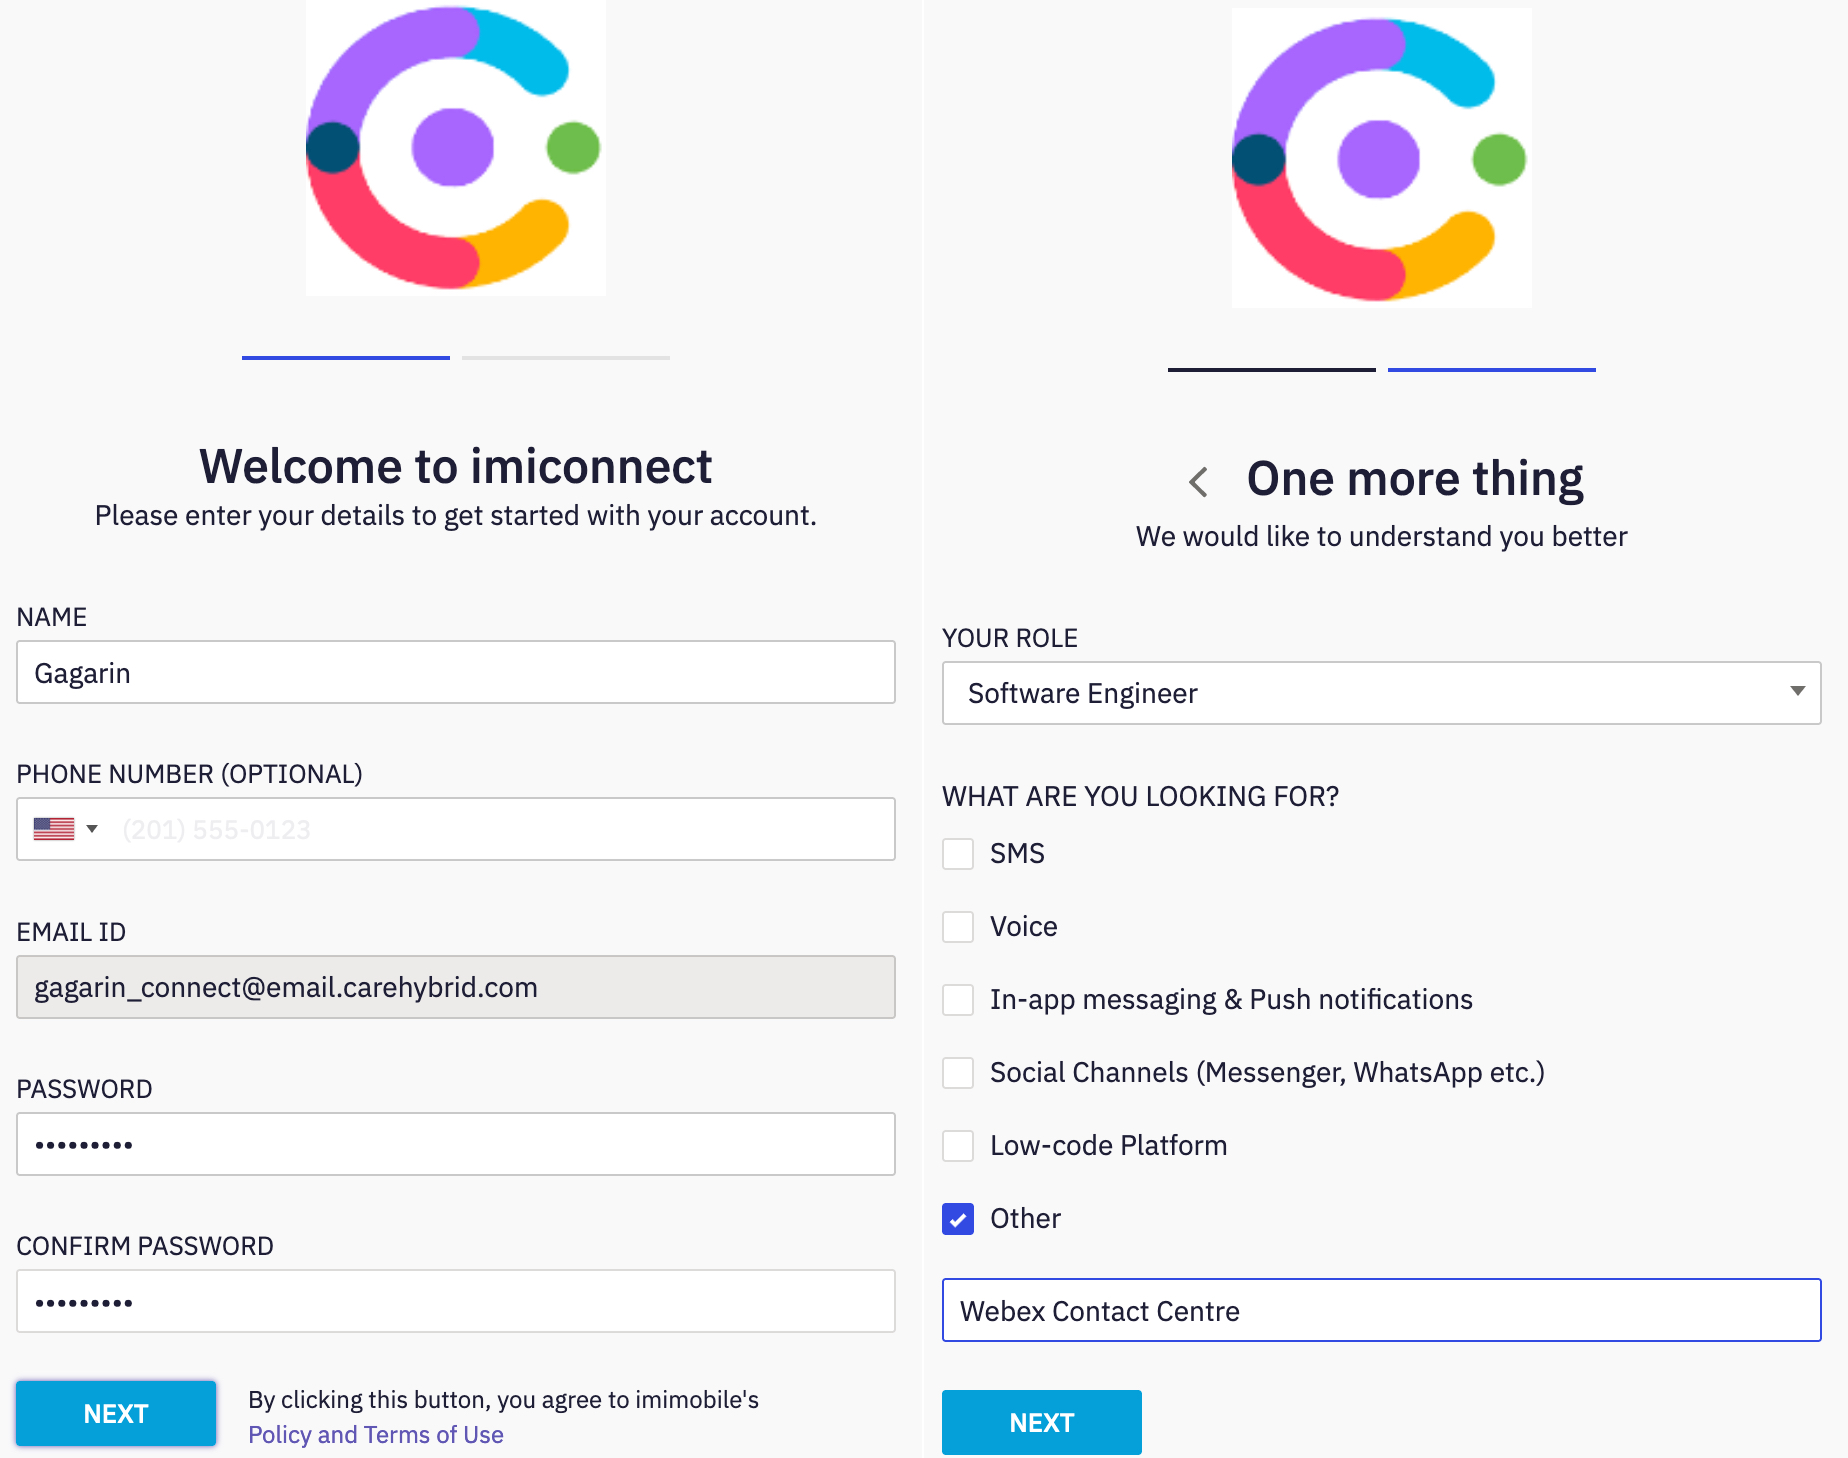 Welcome to imiconnect
Please enter your details to get started with your account.
NAME
Gagarin
PHONE NUMBER (OPTIONAL)
(201) 555-0123
EMAIL ID
gagarin_connect@email.carehybrid.com
PASSWORD
•••••••••
CONFIRM PASSWORD
•••••••••
NEXT
By clicking this button, you agree to imimobile's
Policy and Terms of Use
One more thing
We would like to understand you better
YOUR ROLE
Software Engineer
WHAT ARE YOU LOOKING FOR?
SMS
Voice
In-app messaging & Push notifications
Social Channels (Messenger, WhatsApp etc.)
Low-code Platform
Other
Webex Contact Centre
NEXT